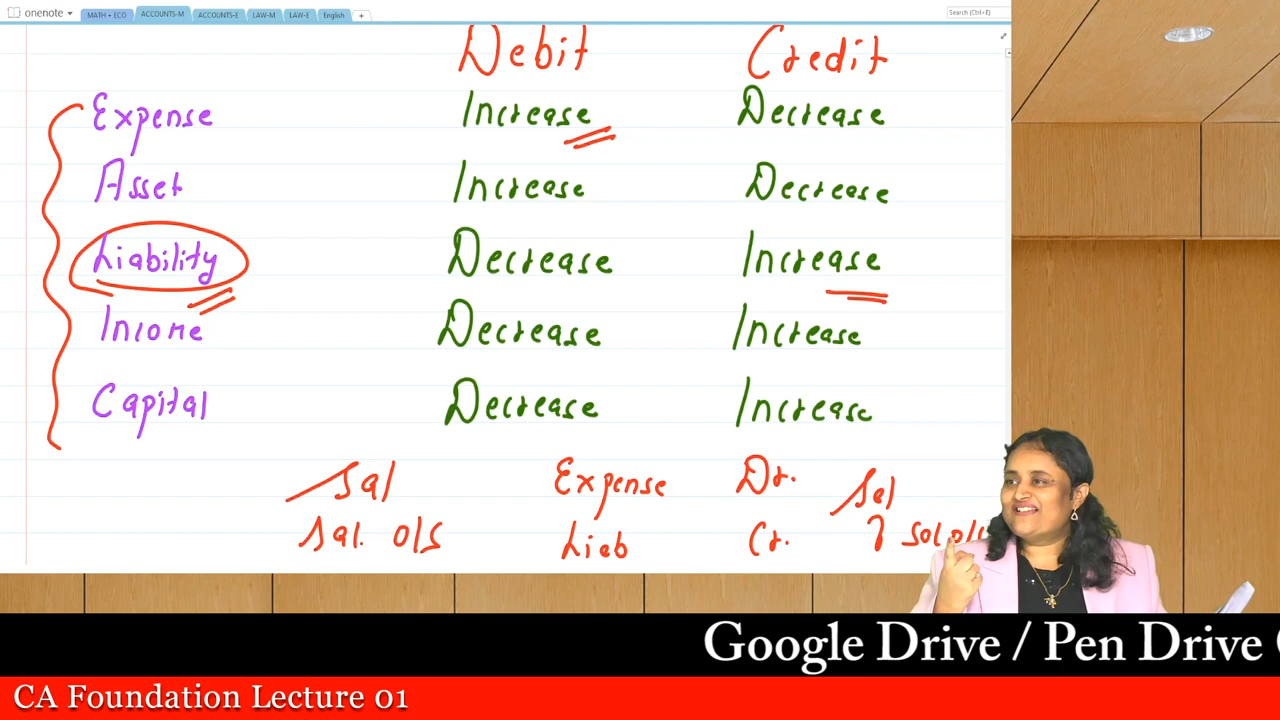 onenote
MATH + ECO ACCOUNTS-M ACCOUNTS-E LAW-M LAW-E English +
Search (Ctrl+E)
Debit Credit
Expense Increase Decrease
Asset Increase Decrease
Liability Decrease Increase
Income Decrease Increase
Capital Decrease Increase
Sal Expense Dr. Sal
Sal. O/S Liab Cr.
Google Drive / Pen Drive
CA Foundation Lecture 01